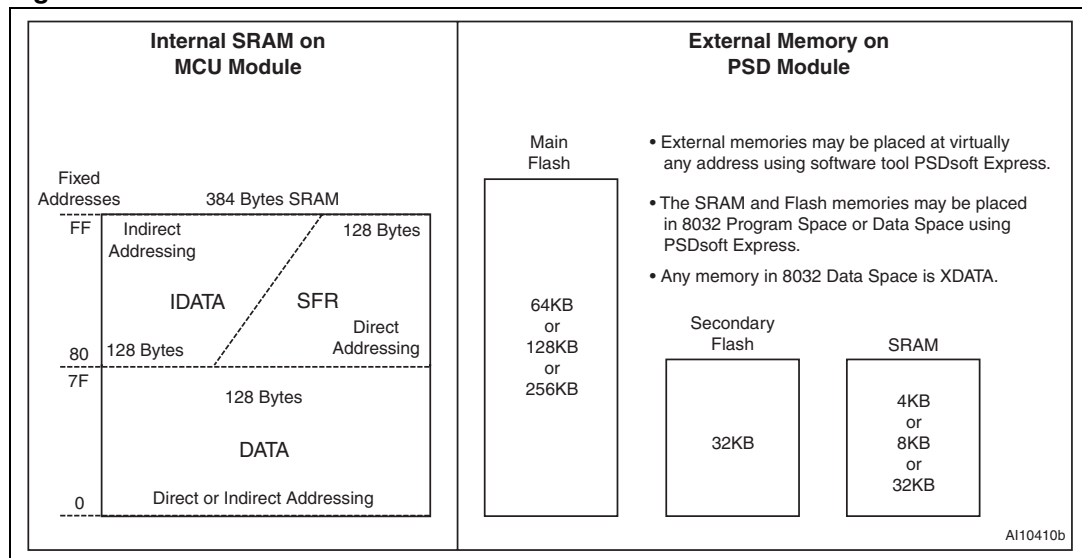 Internal SRAM on
MCU Module
Fixed
Addresses
384 Bytes SRAM
FF
Indirect
Addressing
128 Bytes
IDATA
SFR
Direct
Addressing
80
128 Bytes
7F
128 Bytes
DATA
0
Direct or Indirect Addressing
External Memory on
PSD Module
Main
Flash
64KB
or
128KB
or
256KB
• External memories may be placed at virtually
any address using software tool PSDsoft Express.
• The SRAM and Flash memories may be placed
in 8032 Program Space or Data Space using
PSDsoft Express.
• Any memory in 8032 Data Space is XDATA.
Secondary
Flash
32KB
SRAM
4KB
or
8KB
or
32KB
AI10410b